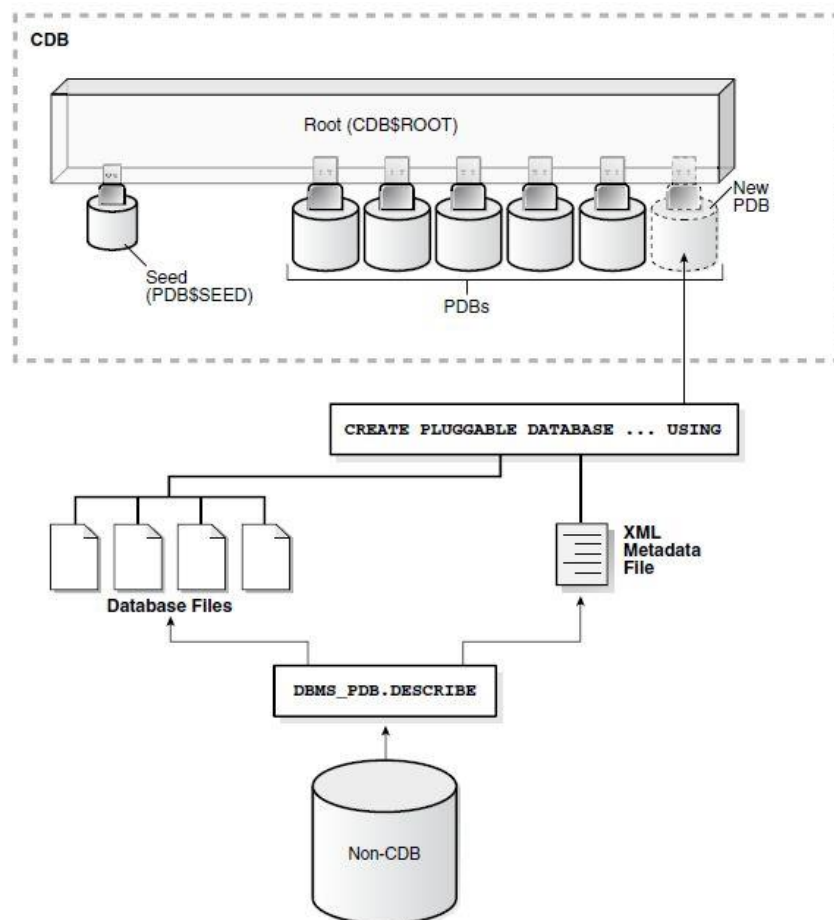 CDB
Root (CDB$ROOT)
New
PDB
Seed
(PDB$SEED)
PDBs
CREATE PLUGGABLE DATABASE ... USING
XML
Metadata
File
Database Files
DBMS_PDB.DESCRIBE
Non-CDB